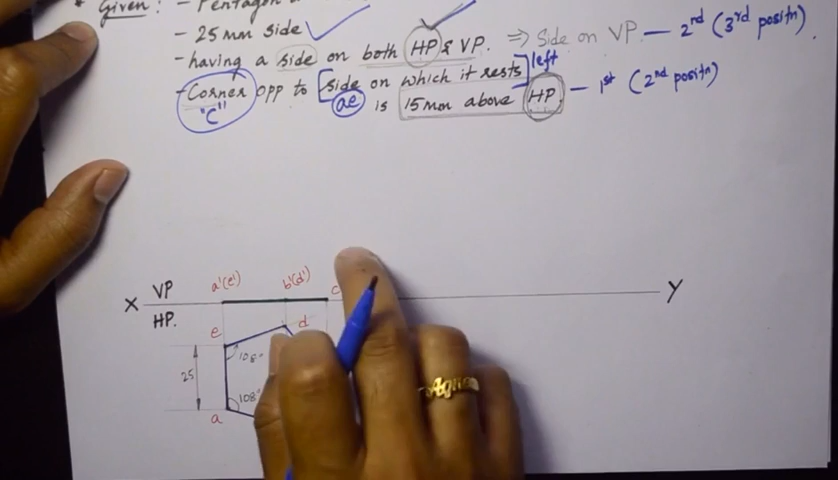 * Given: - Pentagon
- 25 mm side
- having a side on both HP & VP. ⇒ Side on VP - 2nd (3rd positn).
- Corner opp to [side on which it rests] left
"C" ae is 15mm above HP - 1st (2nd positn)
X VP a'(e') b'(d') c Y
HP.
e d
108°
25
108°
a
Agnes